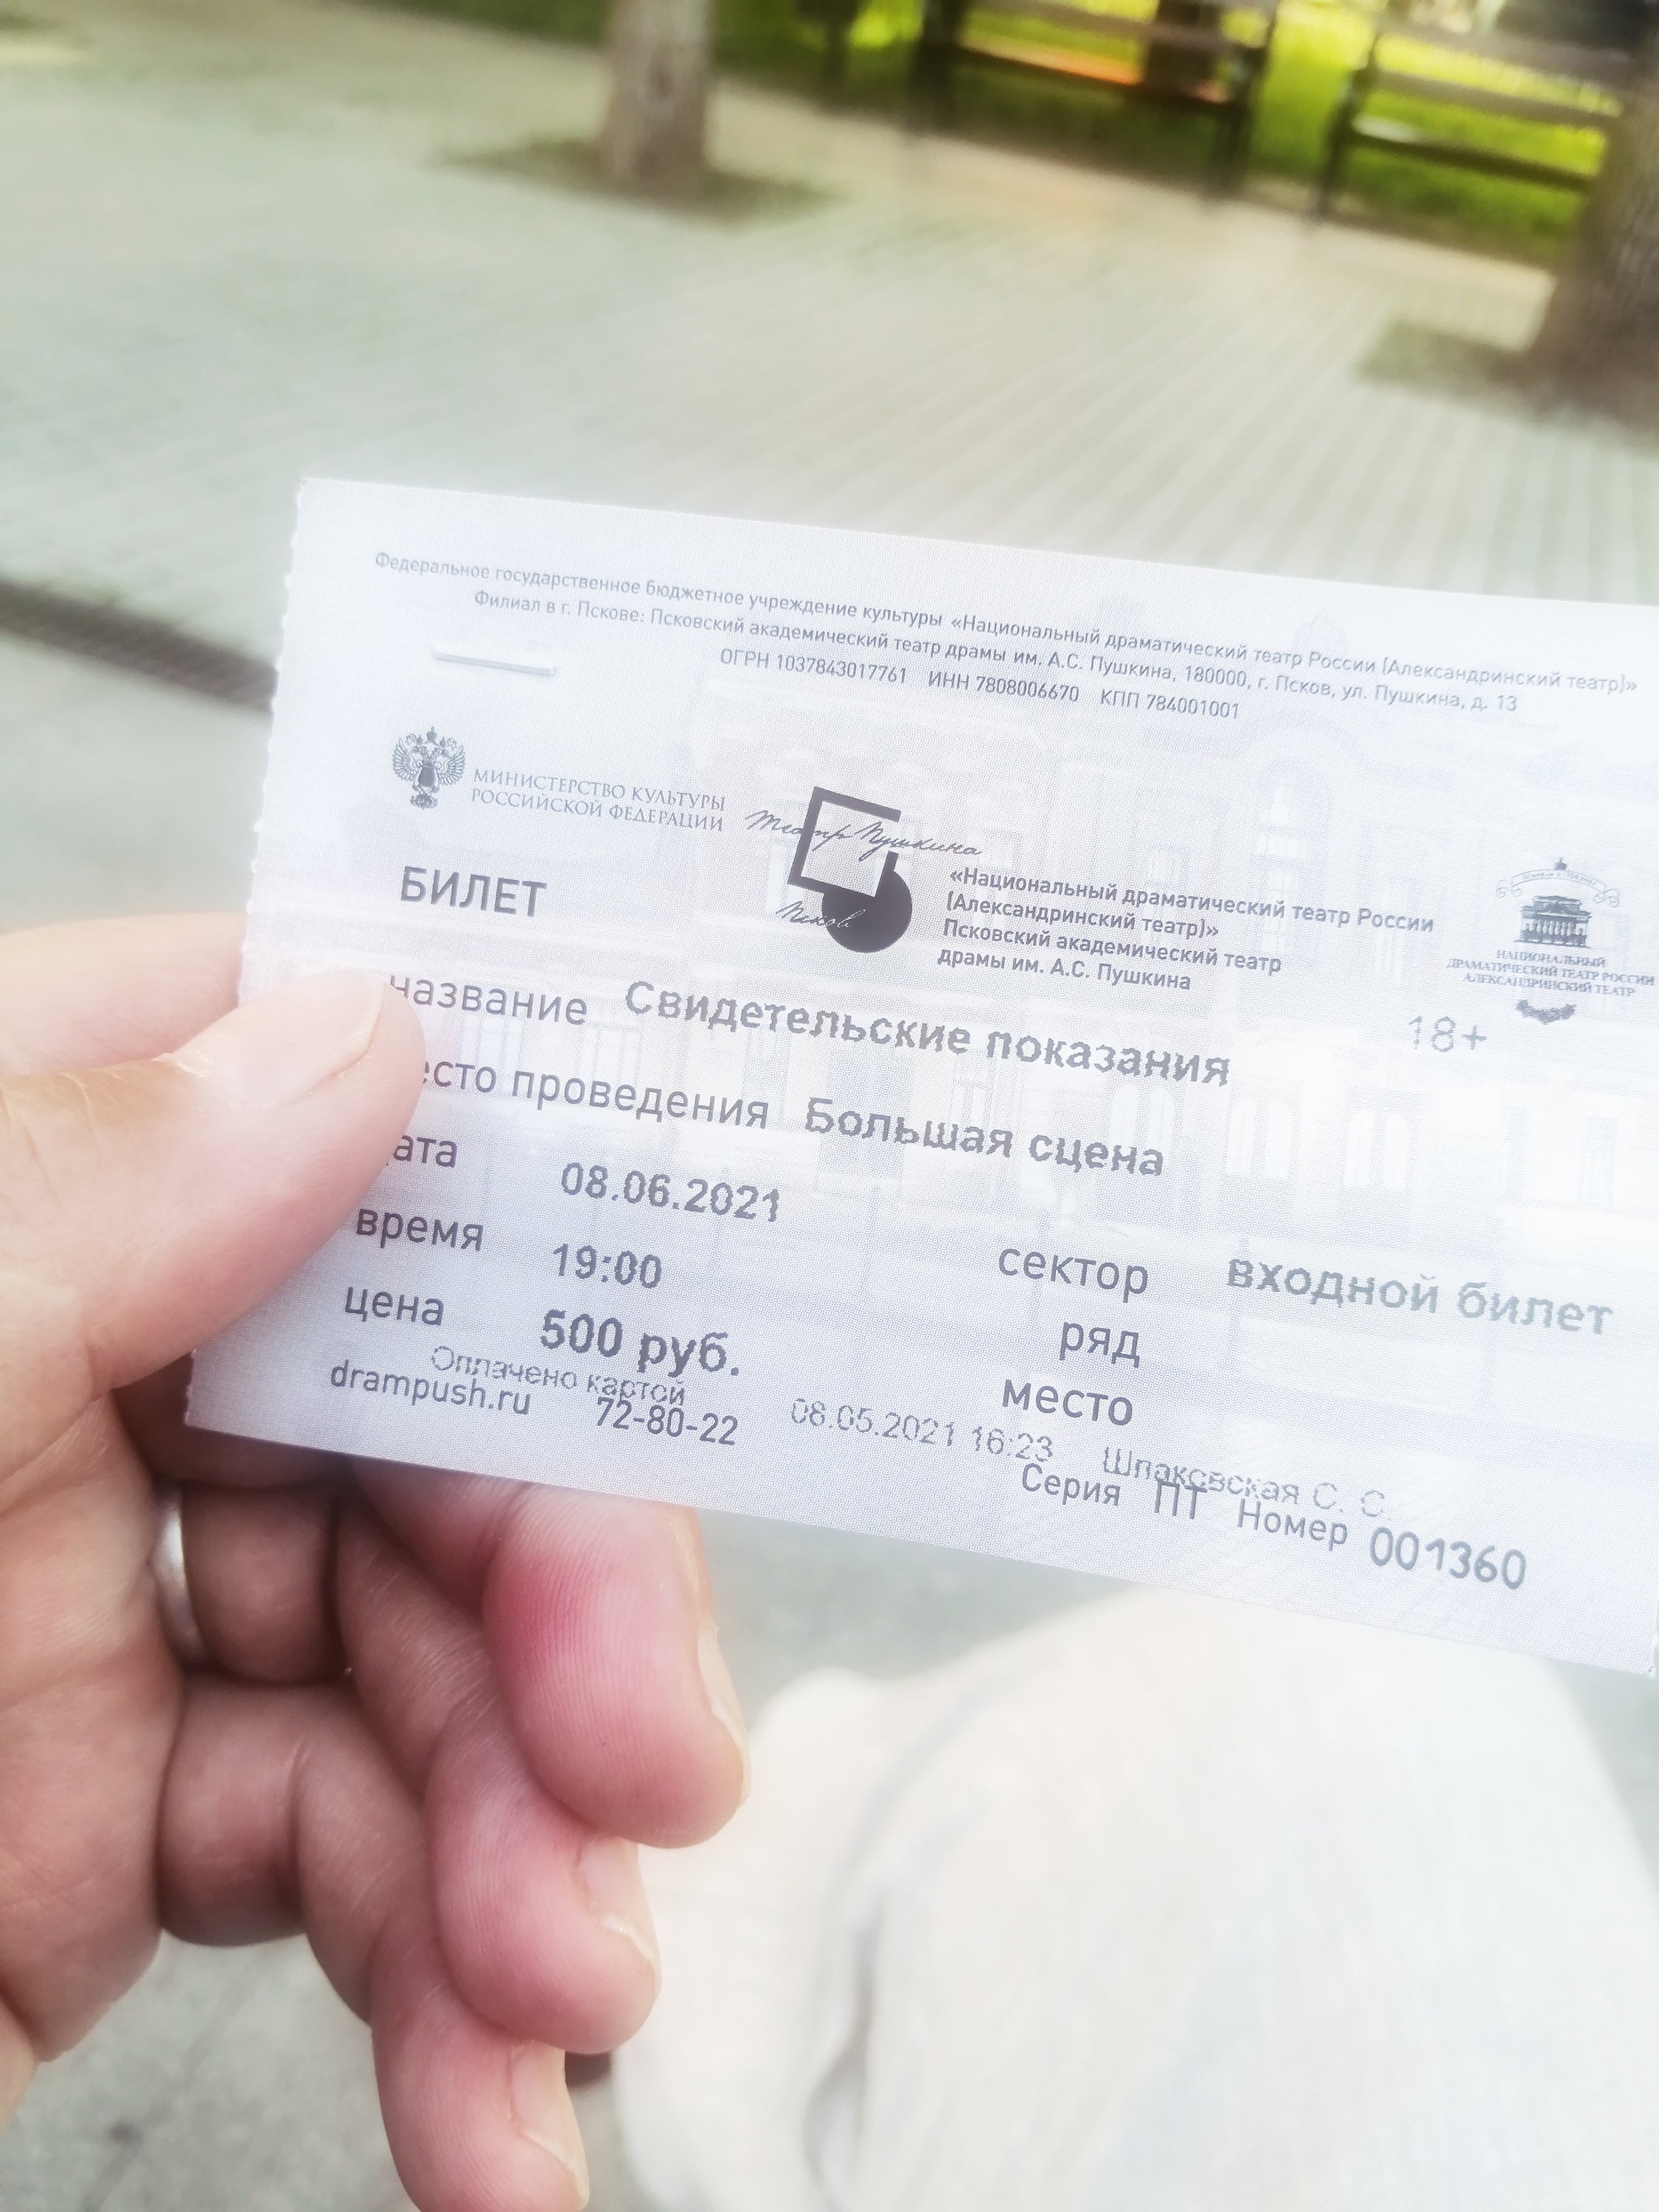 Федеральное государственное бюджетное учреждение культуры «Национальный драматический театр России (Александринский театр)»
Филиал в г. Пскове: Псковский академический театр драмы им. А.С. Пушкина, 180000, г. Псков, ул. Пушкина, д. 13
ОГРН 1037843017761 ИНН 7808006670 КПП 784001001
МИНИСТЕРСТВО КУЛЬТУРЫ
РОССИЙСКОЙ ФЕДЕРАЦИИ
Театр Пушкина
Псков
«Национальный драматический театр России
(Александринский театр)»
Псковский академический театр
драмы им. А.С. Пушкина
НАЦИОНАЛЬНЫЙ
ДРАМАТИЧЕСКИЙ ТЕАТР РОССИИ
АЛЕКСАНДРИНСКИЙ ТЕАТР
БИЛЕТ
название Свидетельские показания 18+
есто проведения Большая сцена
ата 08.06.2021
время 19:00 сектор входной билет
цена 500 руб. ряд
место
Оплачено картой 08.05.2021 16:23 Шпаковская С. С.
drampush.ru 72-80-22 Серия ПТ Номер 001360